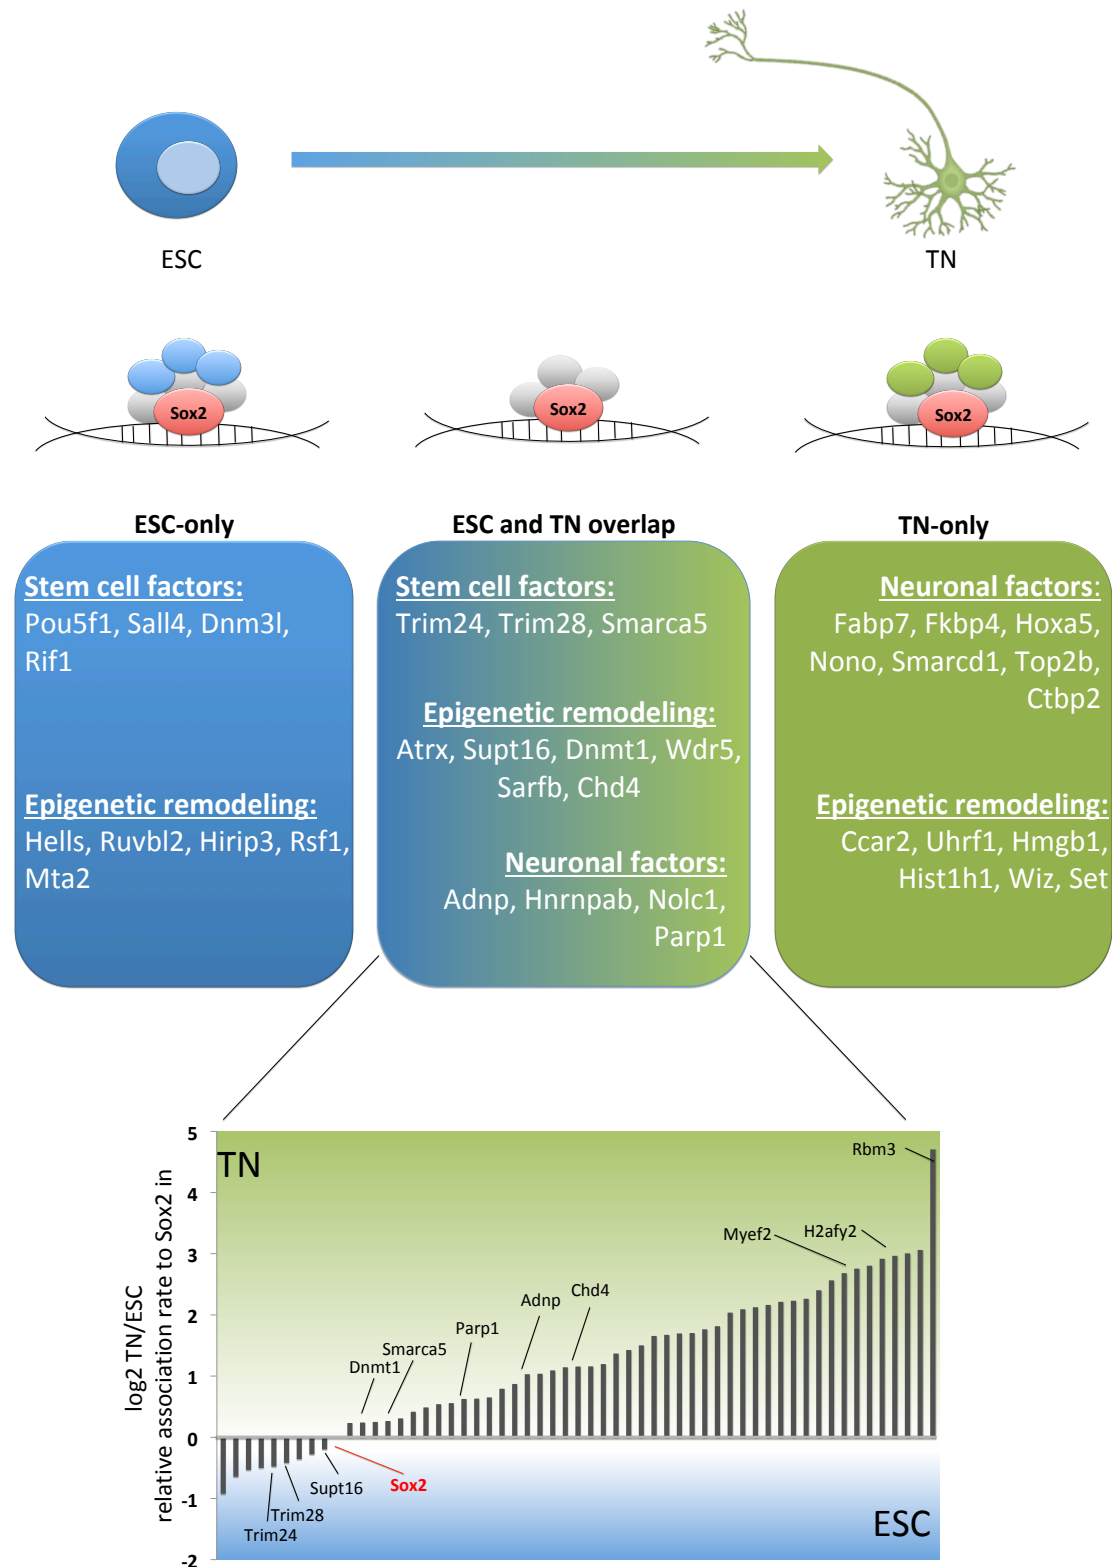 ESC
TN
Sox2
Sox2
Sox2
ESC-only
Stem cell factors:
Pou5f1, Sall4, Dnm3l,
Rif1
Epigenetic remodeling:
Hells, Ruvbl2, Hirip3, Rsf1,
Mta2
ESC and TN overlap
Stem cell factors:
Trim24, Trim28, Smarca5
Epigenetic remodeling:
Atrx, Supt16, Dnmt1, Wdr5,
Sarfb, Chd4
Neuronal factors:
Adnp, Hnrnpab, Nolc1,
Parp1
TN-only
Neuronal factors:
Fabp7, Fkbp4, Hoxa5,
Nono, Smarcd1, Top2b,
Ctbp2
Epigenetic remodeling:
Ccar2, Uhrf1, Hmgb1,
Hist1h1, Wiz, Set
log2 TN/ESC
relative association rate to Sox2 in
5
4
3
2
1
0
-1
-2
TN
Rbm3
H2afy2
Myef2
Chd4
Adnp
Parp1
Smarca5
Dnmt1
Sox2
Supt16
Trim28
Trim24
ESC